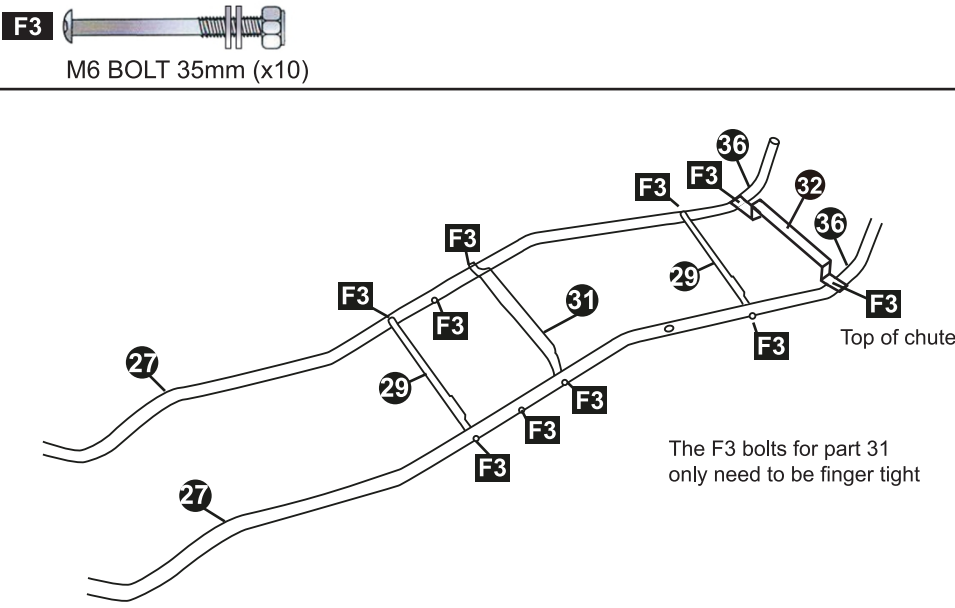 F3
M6 BOLT 35mm (x10)
36
F3
F3
32
36
F3
29
F3
31
F3
F3
Top of chute
F3
27
29
F3
F3
The F3 bolts for part 31
only need to be finger tight
F3
27